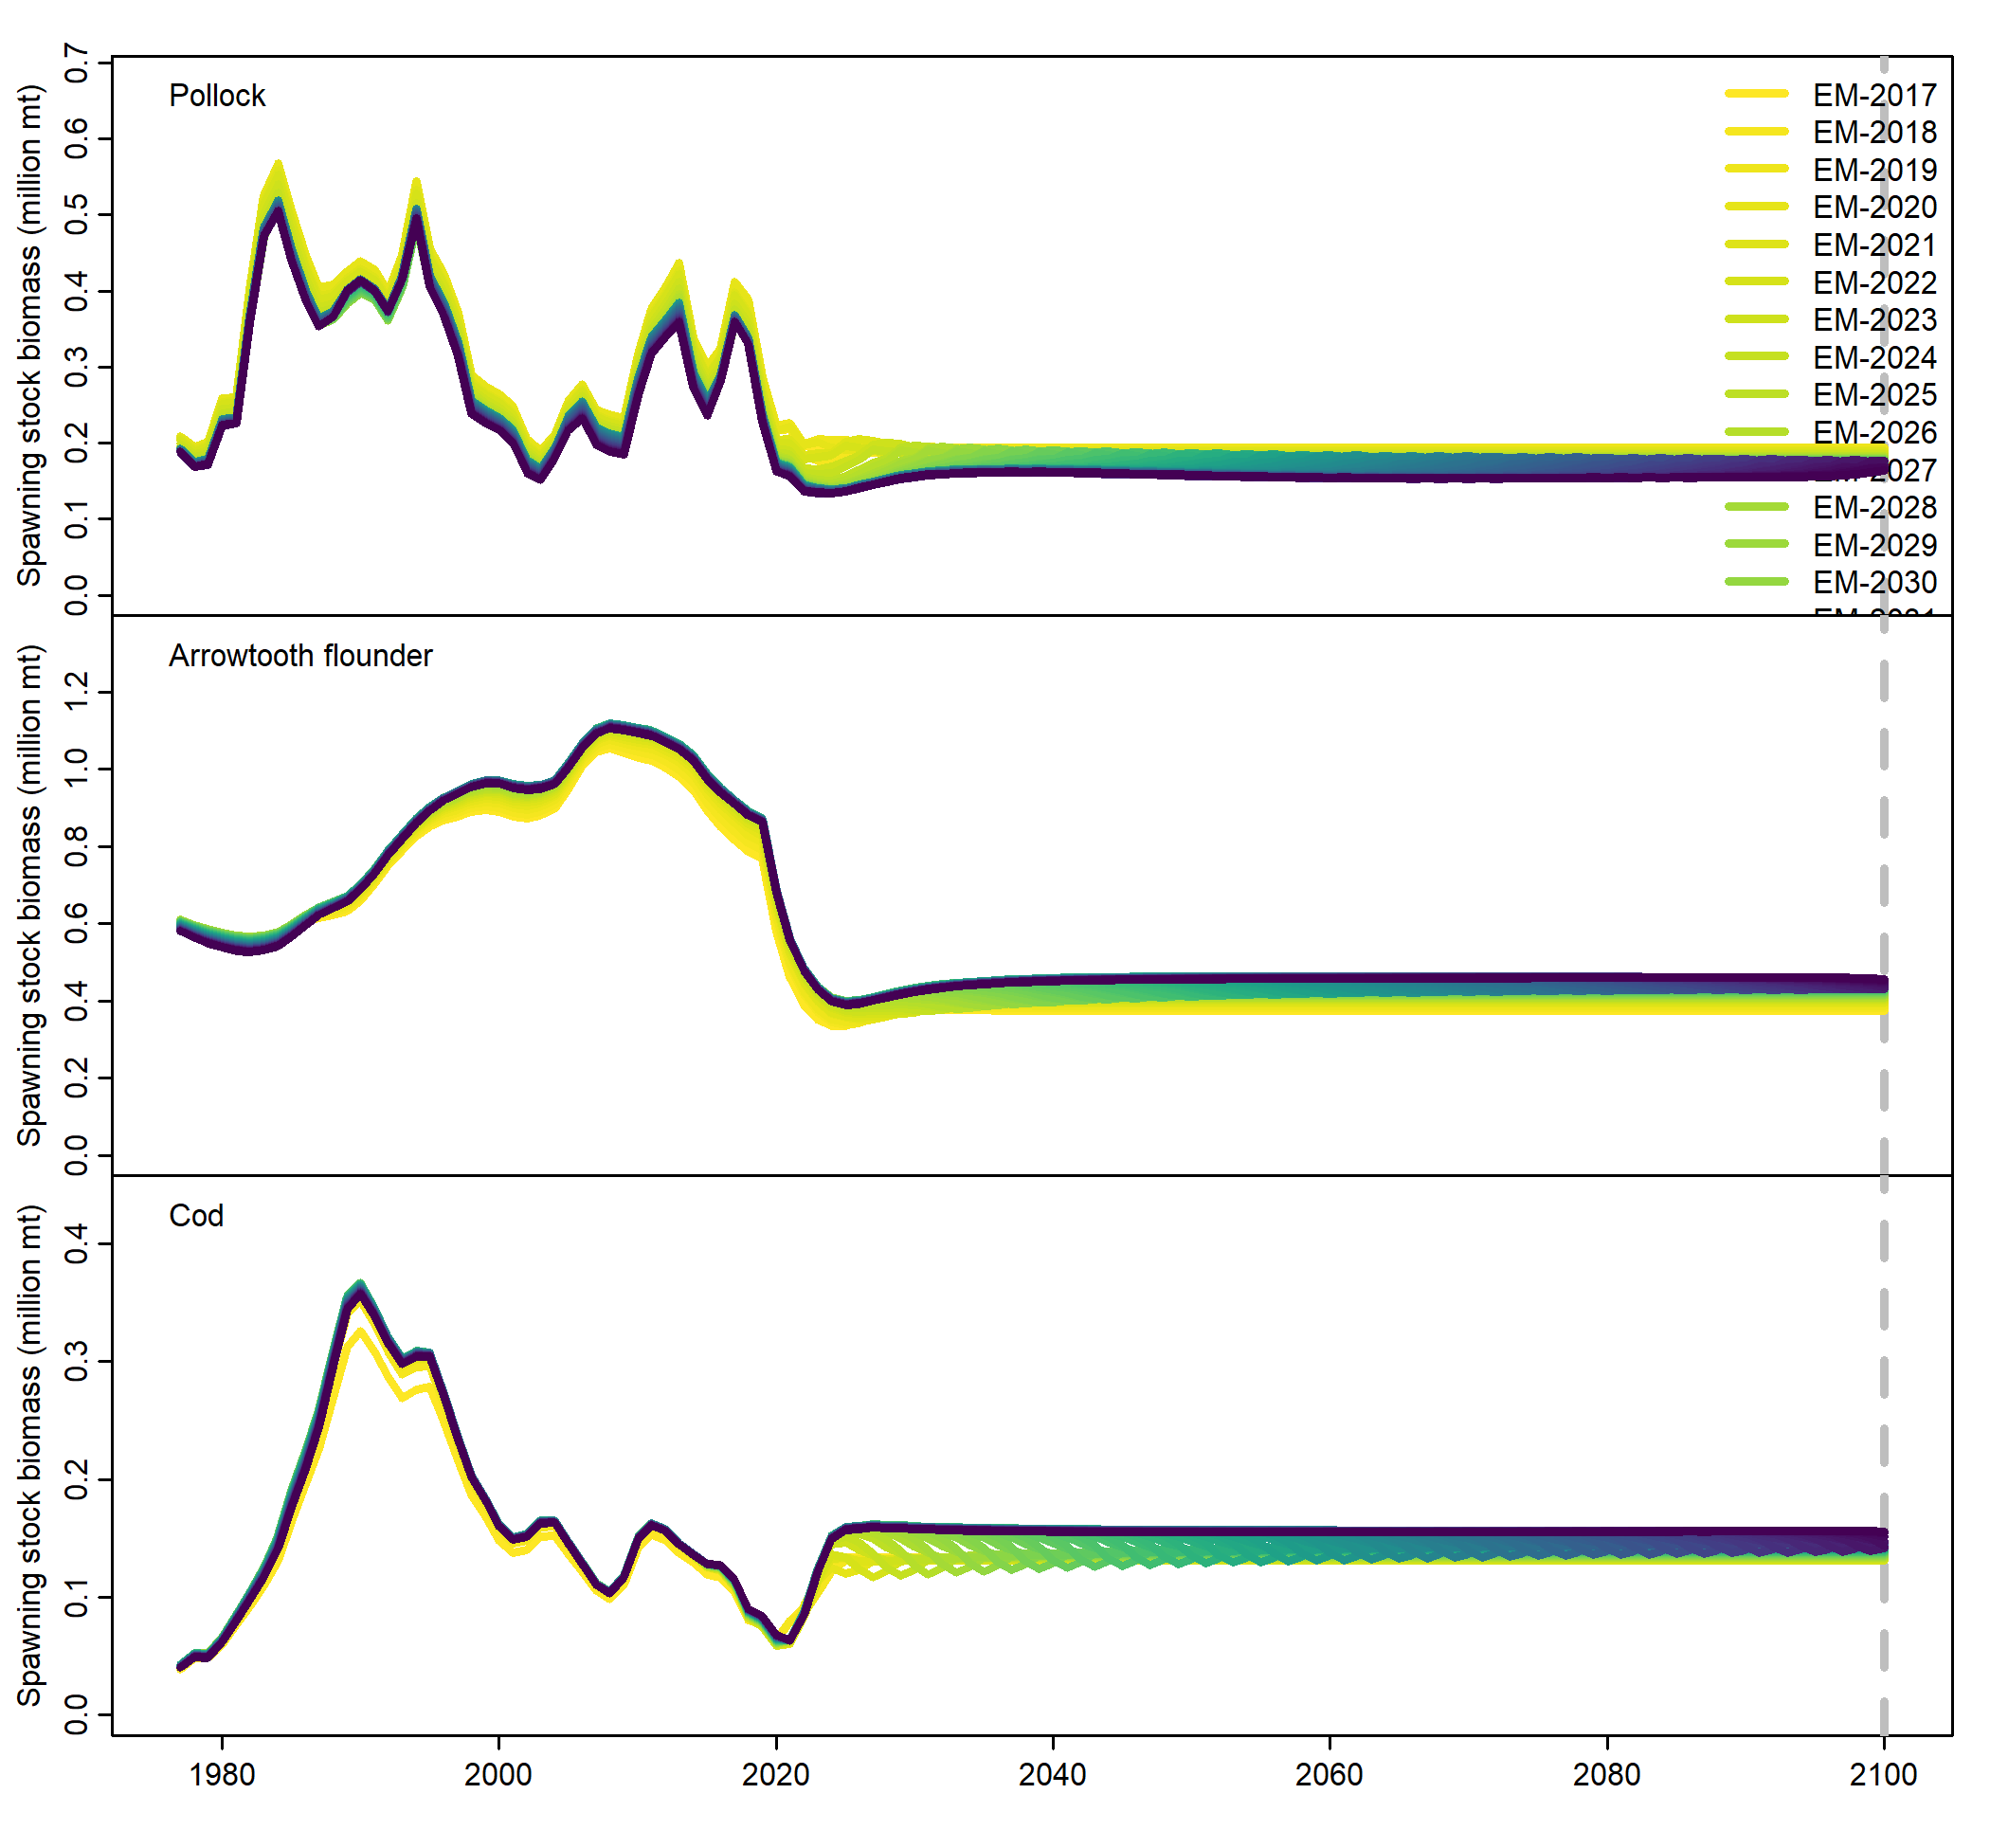 Pollock
Spawning stock biomass (million mt)
0.7
0.6
0.5
0.4
0.3
0.2
0.1
0.0
EM-2017
EM-2018
EM-2019
EM-2020
EM-2021
EM-2022
EM-2023
EM-2024
EM-2025
EM-2026
027
EM-2028
EM-2029
EM-2030
Arrowtooth flounder
Spawning stock biomass (million mt)
1.2
1.0
0.8
0.6
0.4
0.2
0.0
Cod
Spawning stock biomass (million mt)
0.4
0.3
0.2
0.1
0.0
1980 2000 2020 2040 2060 2080 2100